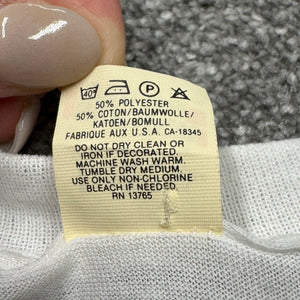 40° P
50% POLYESTER
50% COTON/BAUMWOLLE/
KATOEN/BOMULL
FABRIQUE AUX U.S.A. CA-18345
DO NOT DRY CLEAN OR
IRON IF DECORATED.
MACHINE WASH WARM.
TUMBLE DRY MEDIUM.
USE ONLY NON-CHLORINE
BLEACH IF NEEDED.
RN 13765